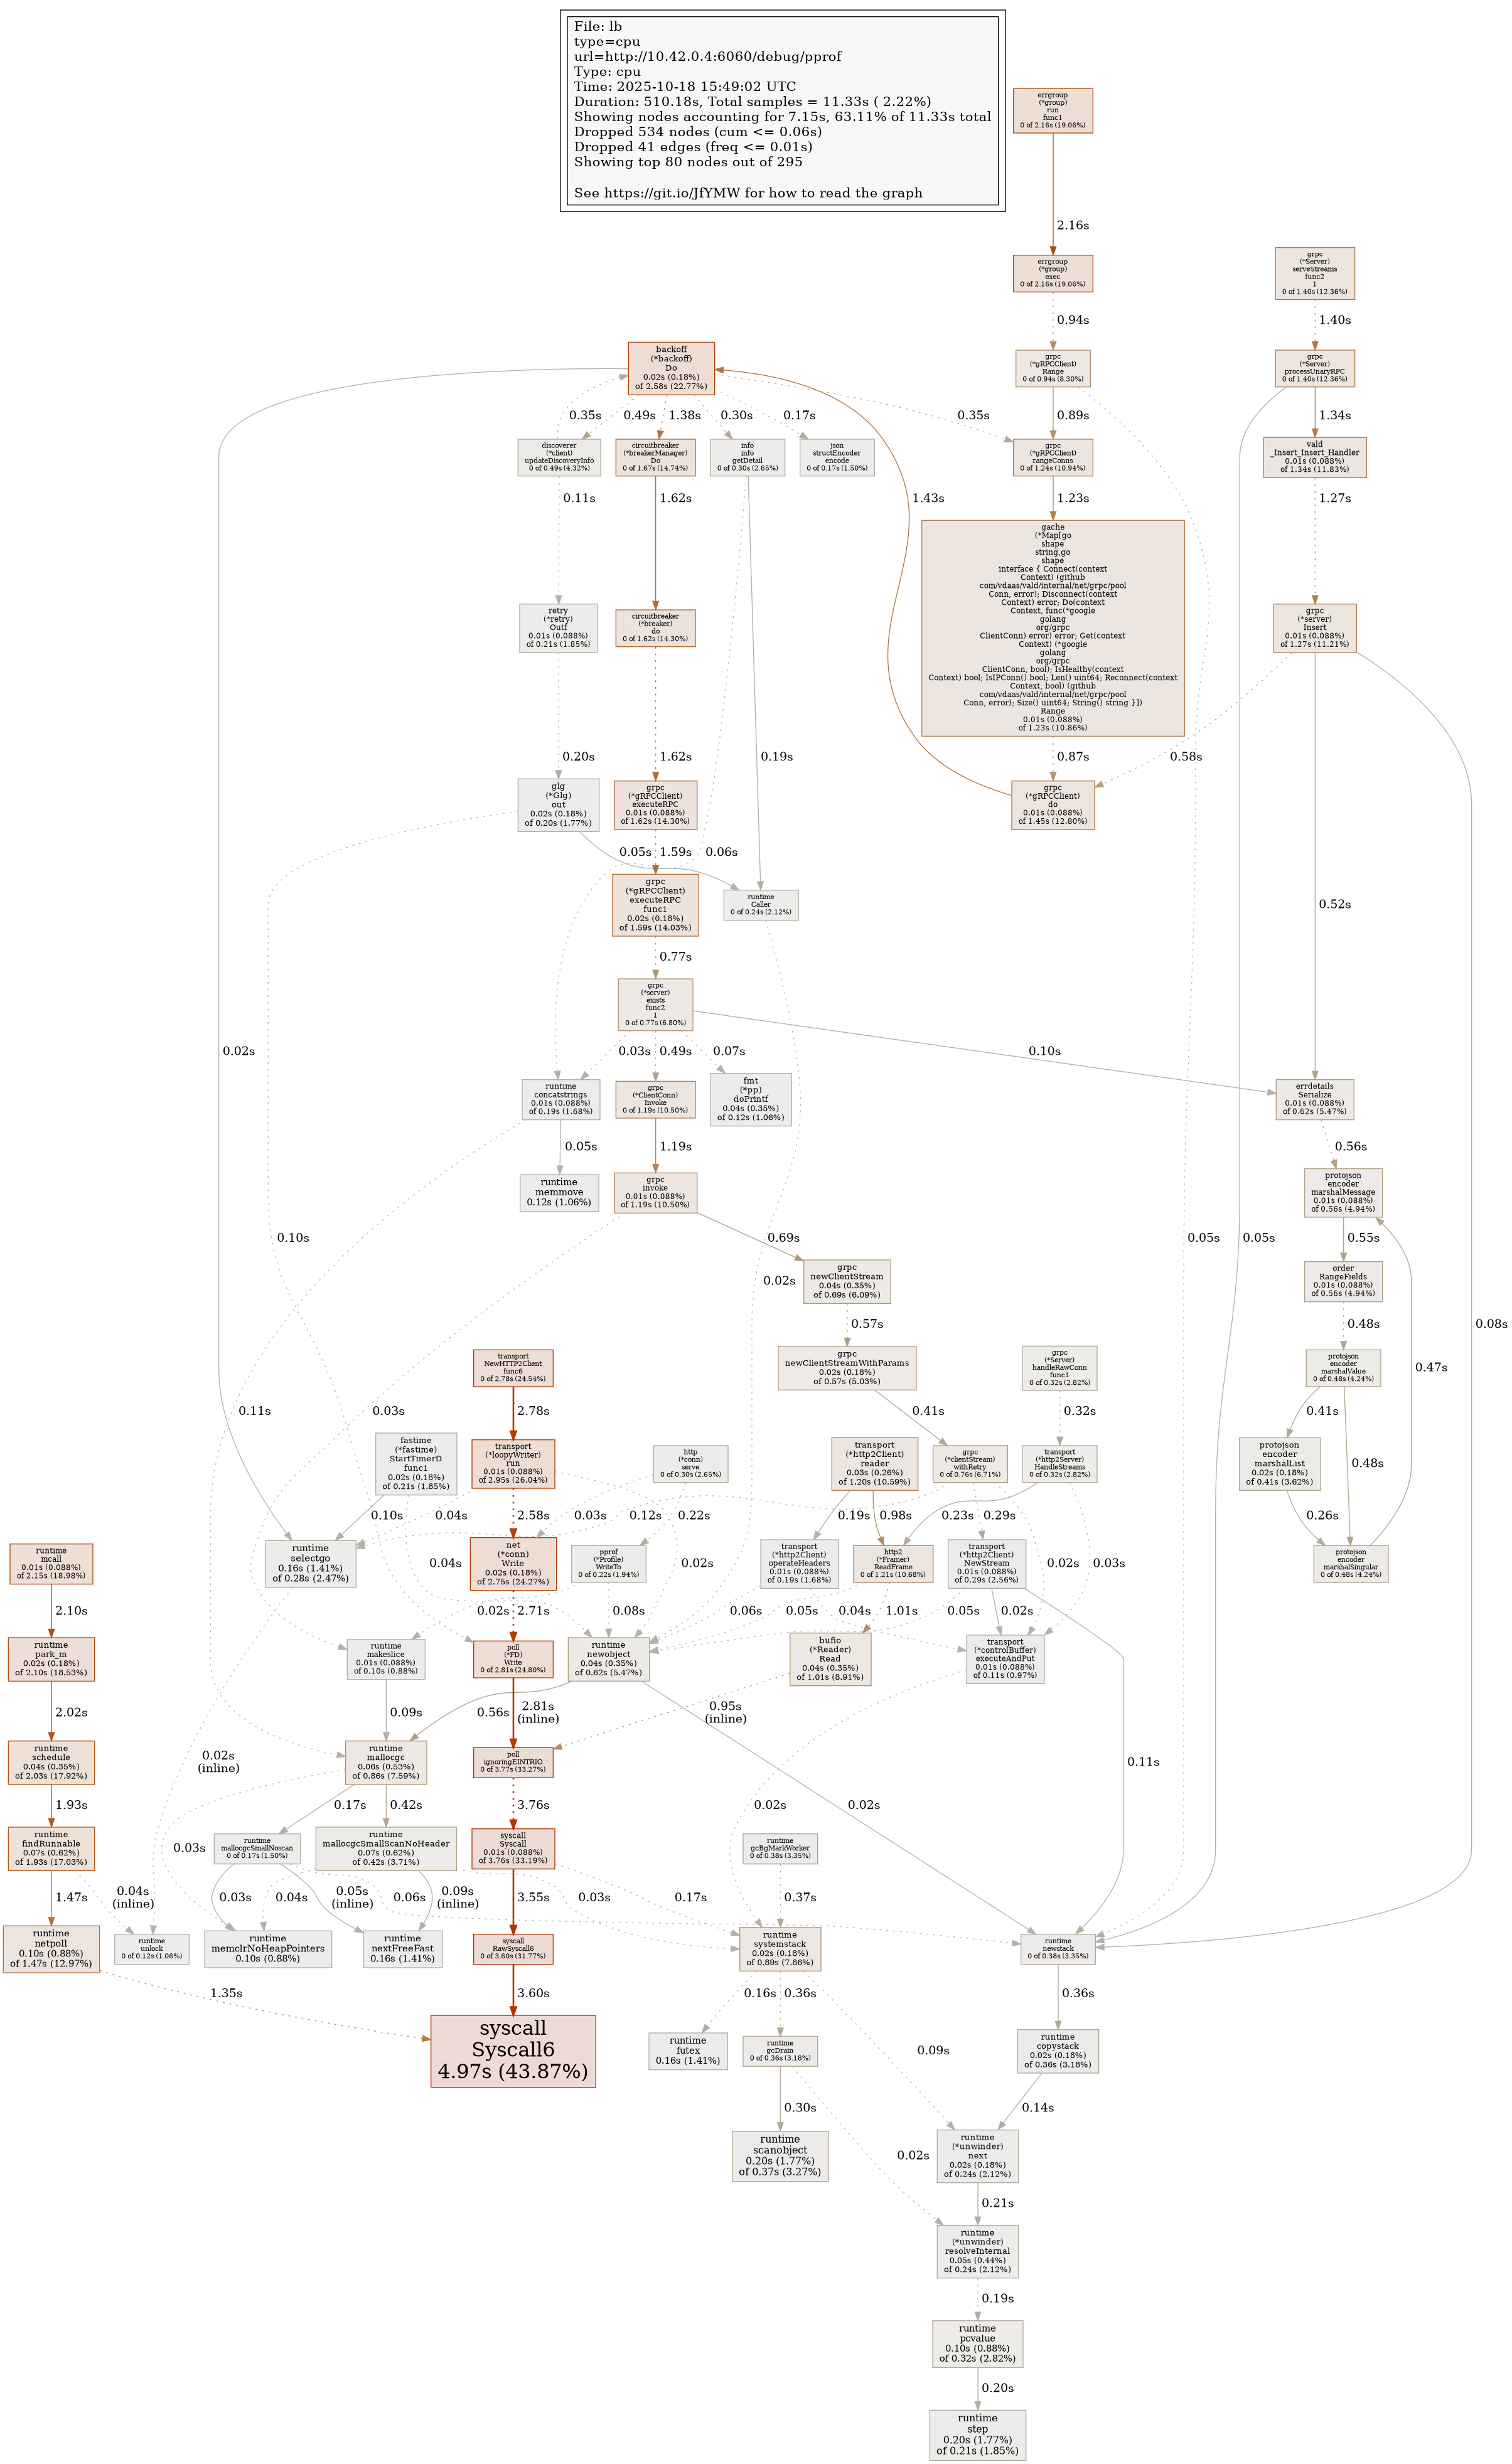 File: lb
type=cpu
url=http://10.42.0.4:6060/debug/pprof
Type: cpu
Time: 2025-10-18 15:49:02 UTC
Duration: 510.18s, Total samples = 11.33s ( 2.22%)
Showing nodes accounting for 7.15s, 63.11% of 11.33s total
Dropped 534 nodes (cum <= 0.06s)
Dropped 41 edges (freq <= 0.01s)
Showing top 80 nodes out of 295
See https://git.io/JfYMW for how to read the graph
errgroup
(*group)
run
func1
0 of 2.16s (19.06%)
2.16s
errgroup
(*group)
exec
0 of 2.16s (19.06%)
grpc
(*Server)
serveStreams
func2
1
0 of 1.40s (12.36%)
0.94s
1.40s
backoff
(*backoff)
Do
0.02s (0.18%)
of 2.58s (22.77%)
grpc
(*gRPCClient)
Range
0 of 0.94s (8.30%)
grpc
(*Server)
processUnaryRPC
0 of 1.40s (12.36%)
0.35s
0.49s
1.38s
0.30s
0.17s
0.35s
0.89s
1.34s
discoverer
(*client)
updateDiscoveryInfo
0 of 0.49s (4.32%)
circuitbreaker
(*breakerManager)
Do
0 of 1.67s (14.74%)
info
info
getDetail
0 of 0.30s (2.65%)
json
structEncoder
encode
0 of 0.17s (1.50%)
grpc
(*gRPCClient)
rangeConns
0 of 1.24s (10.94%)
vald
_Insert_Insert_Handler
0.01s (0.088%)
of 1.34s (11.83%)
0.11s
1.62s
1.43s
1.23s
1.27s
gache
(*Map[go
shape
string,go
shape
interface { Connect(context
Context) (github
com/vdaas/vald/internal/net/grpc/pool
Conn, error); Disconnect(context
Context) error; Do(context
Context, func(*google
golang
org/grpc
ClientConn) error) error; Get(context
Context) (*google
golang
org/grpc
ClientConn, bool); IsHealthy(context
Context) bool; IsIPConn() bool; Len() uint64; Reconnect(context
Context, bool) (github
com/vdaas/vald/internal/net/grpc/pool
Conn, error); Size() uint64; String() string }])
Range
0.01s (0.088%)
of 1.23s (10.86%)
retry
(*retry)
Outf
0.01s (0.088%)
of 0.21s (1.85%)
circuitbreaker
(*breaker)
do
0 of 1.62s (14.30%)
grpc
(*server)
Insert
0.01s (0.088%)
of 1.27s (11.21%)
0.20s
1.62s
0.19s
0.87s
0.58s
glg
(*Glg)
out
0.02s (0.18%)
of 0.20s (1.77%)
grpc
(*gRPCClient)
executeRPC
0.01s (0.088%)
of 1.62s (14.30%)
grpc
(*gRPCClient)
do
0.01s (0.088%)
of 1.45s (12.80%)
0.05s
1.59s
0.06s
grpc
(*gRPCClient)
executeRPC
func1
0.02s (0.18%)
of 1.59s (14.03%)
runtime
Caller
0 of 0.24s (2.12%)
0.52s
0.77s
grpc
(*server)
exists
func2
1
0 of 0.77s (6.80%)
0.02s
0.03s
0.49s
0.07s
0.10s
runtime
concatstrings
0.01s (0.088%)
of 0.19s (1.68%)
grpc
(*ClientConn)
Invoke
0 of 1.19s (10.50%)
fmt
(*pp)
doPrintf
0.04s (0.35%)
of 0.12s (1.06%)
errdetails
Serialize
0.01s (0.088%)
of 0.62s (5.47%)
0.05s
1.19s
0.56s
runtime
memmove
0.12s (1.06%)
grpc
invoke
0.01s (0.088%)
of 1.19s (10.50%)
protojson
encoder
marshalMessage
0.01s (0.088%)
of 0.56s (4.94%)
0.10s
0.69s
0.05s
0.05s
0.55s
grpc
newClientStream
0.04s (0.35%)
of 0.69s (6.09%)
0.02s
order
RangeFields
0.01s (0.088%)
of 0.56s (4.94%)
0.57s
0.48s
0.08s
transport
NewHTTP2Client
func6
0 of 2.78s (24.54%)
grpc
newClientStreamWithParams
0.02s (0.18%)
of 0.57s (5.03%)
grpc
(*Server)
handleRawConn
func1
0 of 0.32s (2.82%)
protojson
encoder
marshalValue
0 of 0.48s (4.24%)
0.47s
0.11s
0.03s
2.78s
0.41s
0.32s
0.41s
fastime
(*fastime)
StartTimerD
func1
0.02s (0.18%)
of 0.21s (1.85%)
transport
(*loopyWriter)
run
0.01s (0.088%)
of 2.95s (26.04%)
http
(*conn)
serve
0 of 0.30s (2.65%)
transport
(*http2Client)
reader
0.03s (0.26%)
of 1.20s (10.59%)
grpc
(*clientStream)
withRetry
0 of 0.76s (6.71%)
transport
(*http2Server)
HandleStreams
0 of 0.32s (2.82%)
protojson
encoder
marshalList
0.02s (0.18%)
of 0.41s (3.62%)
0.48s
0.10s
0.04s
2.58s
0.03s
0.12s
0.22s
0.19s
0.98s
0.23s
0.29s
0.26s
runtime
mcall
0.01s (0.088%)
of 2.15s (18.98%)
runtime
selectgo
0.16s (1.41%)
of 0.28s (2.47%)
0.04s
net
(*conn)
Write
0.02s (0.18%)
of 2.75s (24.27%)
pprof
(*Profile)
WriteTo
0 of 0.22s (1.94%)
0.02s
transport
(*http2Client)
operateHeaders
0.01s (0.088%)
of 0.19s (1.68%)
http2
(*Framer)
ReadFrame
0 of 1.21s (10.68%)
transport
(*http2Client)
NewStream
0.01s (0.088%)
of 0.29s (2.56%)
0.02s
0.03s
protojson
encoder
marshalSingular
0 of 0.48s (4.24%)
2.10s
0.02s
2.71s
0.08s
0.06s
0.05s
0.04s
1.01s
0.05s
0.02s
runtime
park_m
0.02s (0.18%)
of 2.10s (18.53%)
runtime
makeslice
0.01s (0.088%)
of 0.10s (0.88%)
poll
(*FD)
Write
0 of 2.81s (24.80%)
runtime
newobject
0.04s (0.35%)
of 0.62s (5.47%)
bufio
(*Reader)
Read
0.04s (0.35%)
of 1.01s (8.91%)
transport
(*controlBuffer)
executeAndPut
0.01s (0.088%)
of 0.11s (0.97%)
2.02s
0.09s
0.56s
2.81s
(inline)
0.95s
(inline)
runtime
schedule
0.04s (0.35%)
of 2.03s (17.92%)
0.02s
(inline)
runtime
mallocgc
0.06s (0.53%)
of 0.86s (7.59%)
poll
ignoringEINTRIO
0 of 3.77s (33.27%)
0.11s
1.93s
0.03s
0.17s
0.42s
3.76s
0.02s
0.02s
runtime
findRunnable
0.07s (0.62%)
of 1.93s (17.03%)
runtime
mallocgcSmallNoscan
0 of 0.17s (1.50%)
runtime
mallocgcSmallScanNoHeader
0.07s (0.62%)
of 0.42s (3.71%)
syscall
Syscall
0.01s (0.088%)
of 3.76s (33.19%)
runtime
gcBgMarkWorker
0 of 0.38s (3.35%)
1.47s
0.04s
(inline)
0.03s
0.04s
0.05s
(inline)
0.06s
0.09s
(inline)
3.55s
0.03s
0.17s
0.37s
runtime
netpoll
0.10s (0.88%)
of 1.47s (12.97%)
runtime
unlock
0 of 0.12s (1.06%)
runtime
memclrNoHeapPointers
0.10s (0.88%)
runtime
nextFreeFast
0.16s (1.41%)
syscall
RawSyscall6
0 of 3.60s (31.77%)
runtime
systemstack
0.02s (0.18%)
of 0.89s (7.86%)
runtime
newstack
0 of 0.38s (3.35%)
1.35s
3.60s
0.16s
0.36s
0.09s
0.36s
syscall
Syscall6
4.97s (43.87%)
runtime
futex
0.16s (1.41%)
runtime
gcDrain
0 of 0.36s (3.18%)
runtime
copystack
0.02s (0.18%)
of 0.36s (3.18%)
0.30s
0.02s
0.14s
runtime
scanobject
0.20s (1.77%)
of 0.37s (3.27%)
runtime
(*unwinder)
next
0.02s (0.18%)
of 0.24s (2.12%)
0.21s
runtime
(*unwinder)
resolveInternal
0.05s (0.44%)
of 0.24s (2.12%)
0.19s
runtime
pcvalue
0.10s (0.88%)
of 0.32s (2.82%)
0.20s
runtime
step
0.20s (1.77%)
of 0.21s (1.85%)